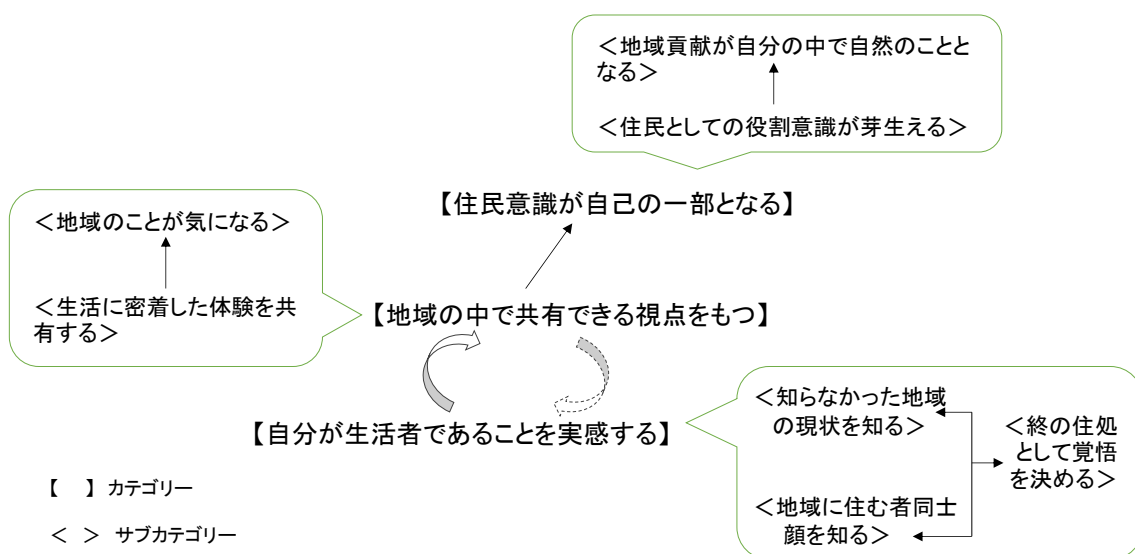 ＜地域貢献が自分の中で自然のことと
なる＞
＜住民としての役割意識が芽生える＞
【住民意識が自己の一部となる】
＜地域のことが気になる＞
＜生活に密着した体験を共
有する＞
【地域の中で共有できる視点をもつ】
【自分が生活者であることを実感する】
＜知らなかった地域
の現状を知る＞
＜終の住処
として覚悟
を決める＞
＜地域に住む者同士
顔を知る＞
【　】カテゴリー
＜　＞ サブカテゴリー